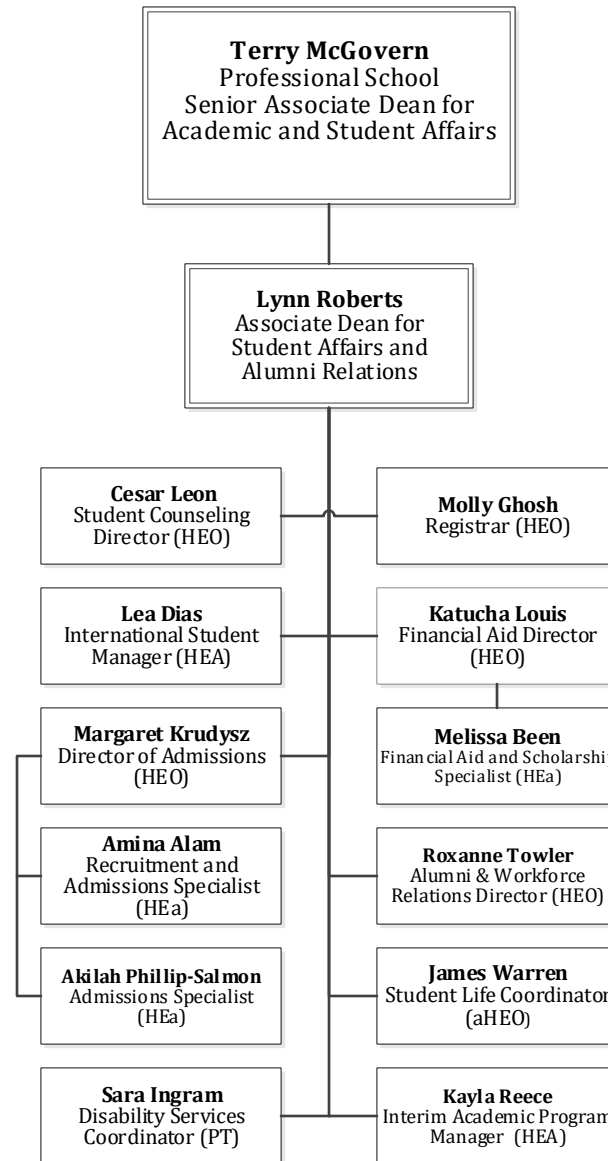 Terry McGovern
Professional School
Senior Associate Dean for
Academic and Student Affairs
Lynn Roberts
Associate Dean for
Student Affairs and
Alumni Relations
Cesar Leon
Student Counseling
Director (HEO)
Molly Ghosh
Registrar (HEO)
Lea Dias
International Student
Manager (HEA)
Katucha Louis
Financial Aid Director
(HEO)
Margaret Krudysz
Director of Admissions
(HEO)
Melissa Been
Financial Aid and Scholarship
Specialist (HEa)
Amina Alam
Recruitment and
Admissions Specialist
(HEa)
Roxanne Towler
Alumni & Workforce
Relations Director (HEO)
Akilah Phillip-Salmon
Admissions Specialist
(HEa)
James Warren
Student Life Coordinator
(aHEO)
Sara Ingram
Disability Services
Coordinator (PT)
Kayla Reece
Interim Academic Program
Manager (HEA)